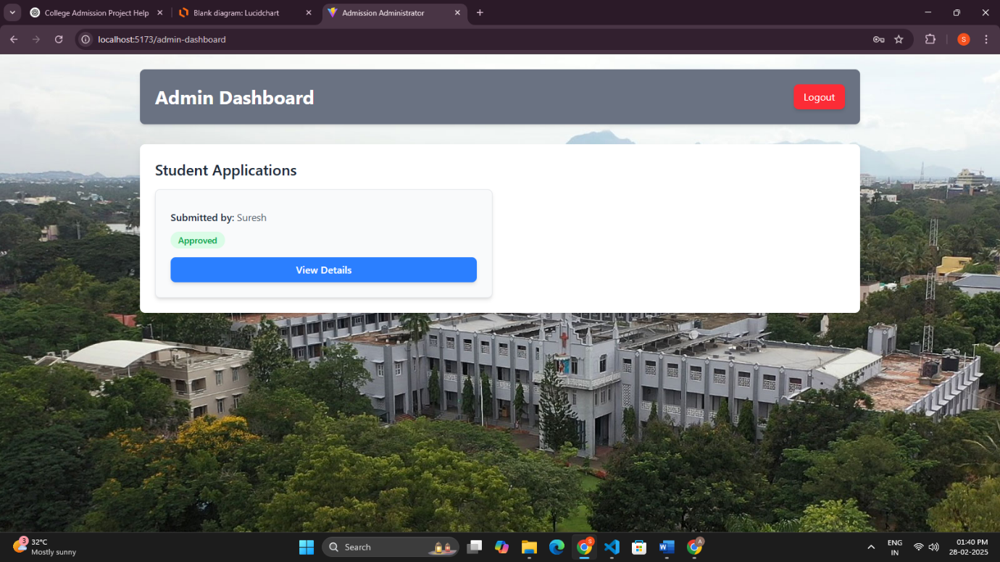 College Admission Project Help
Blank diagram: Lucidchart
Admission Administrator
localhost:5173/admin-dashboard
S
Admin Dashboard
Logout
Student Applications
Submitted by: Suresh
Approved
View Details
3
32°C
Mostly sunny
Search
S
W
A
ENG
IN
01:40 PM
28-02-2025